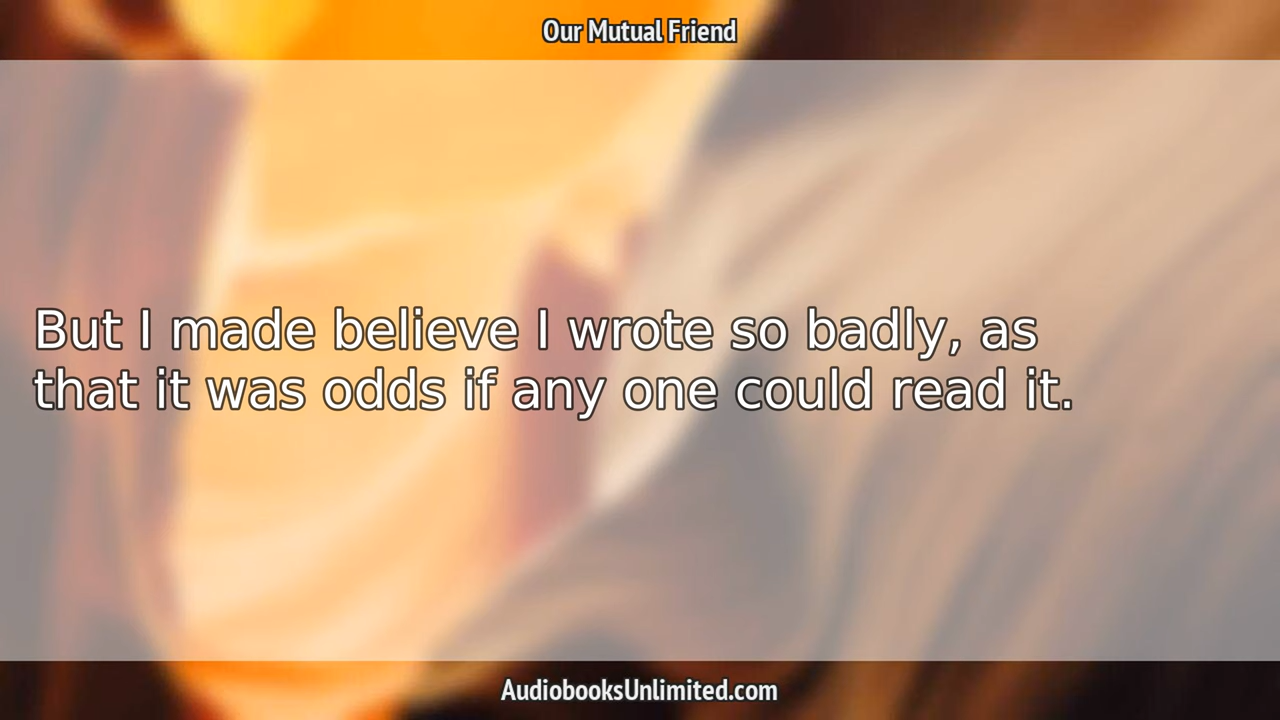 Our Mutual Friend
But I made believe I wrote so badly, as
that it was odds if any one could read it.
AudiobooksUnlimited.com